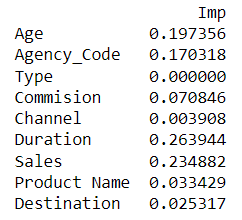 Imp
Age 0.197356
Agency_Code 0.170318
Type 0.000000
Commision 0.070846
Channel 0.003908
Duration 0.263944
Sales 0.234882
Product Name 0.033429
Destination 0.025317